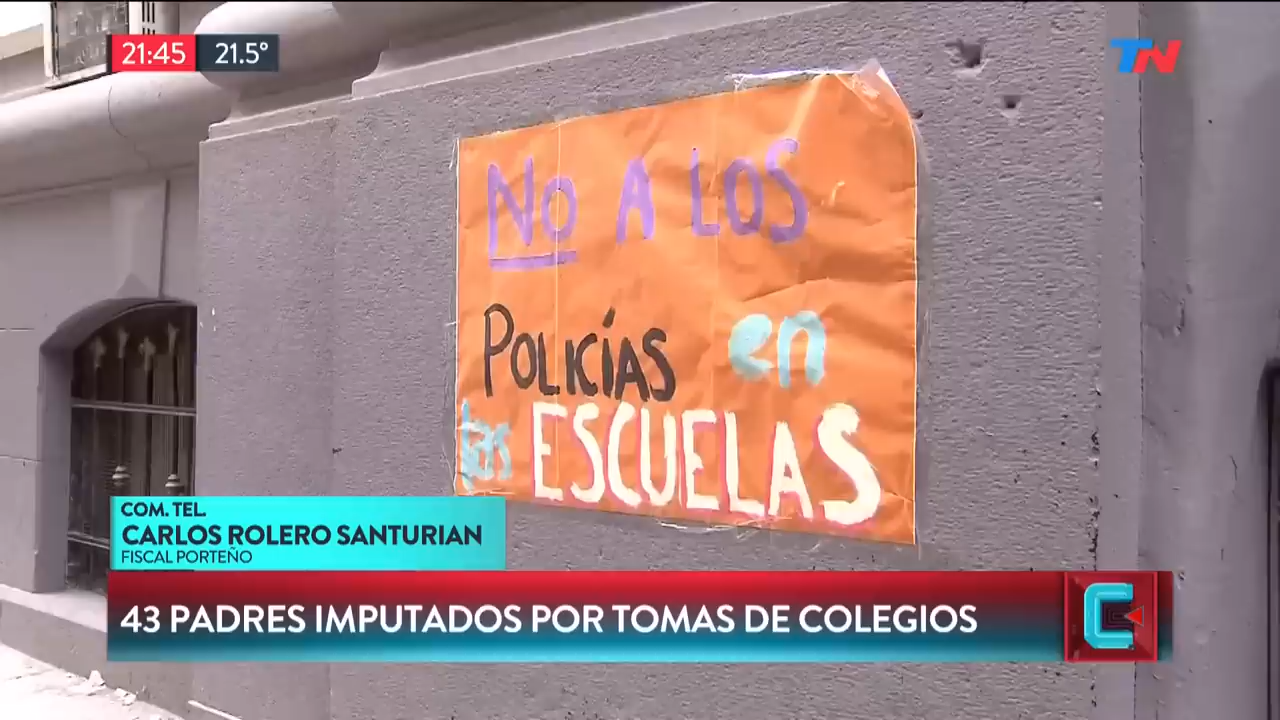 21:45 21.5°
TN
NO A LOS
POLICÍAS en
las ESCUELAS
COM. TEL.
CARLOS ROLERO SANTURIAN
FISCAL PORTEÑO
43 PADRES IMPUTADOS POR TOMAS DE COLEGIOS
C